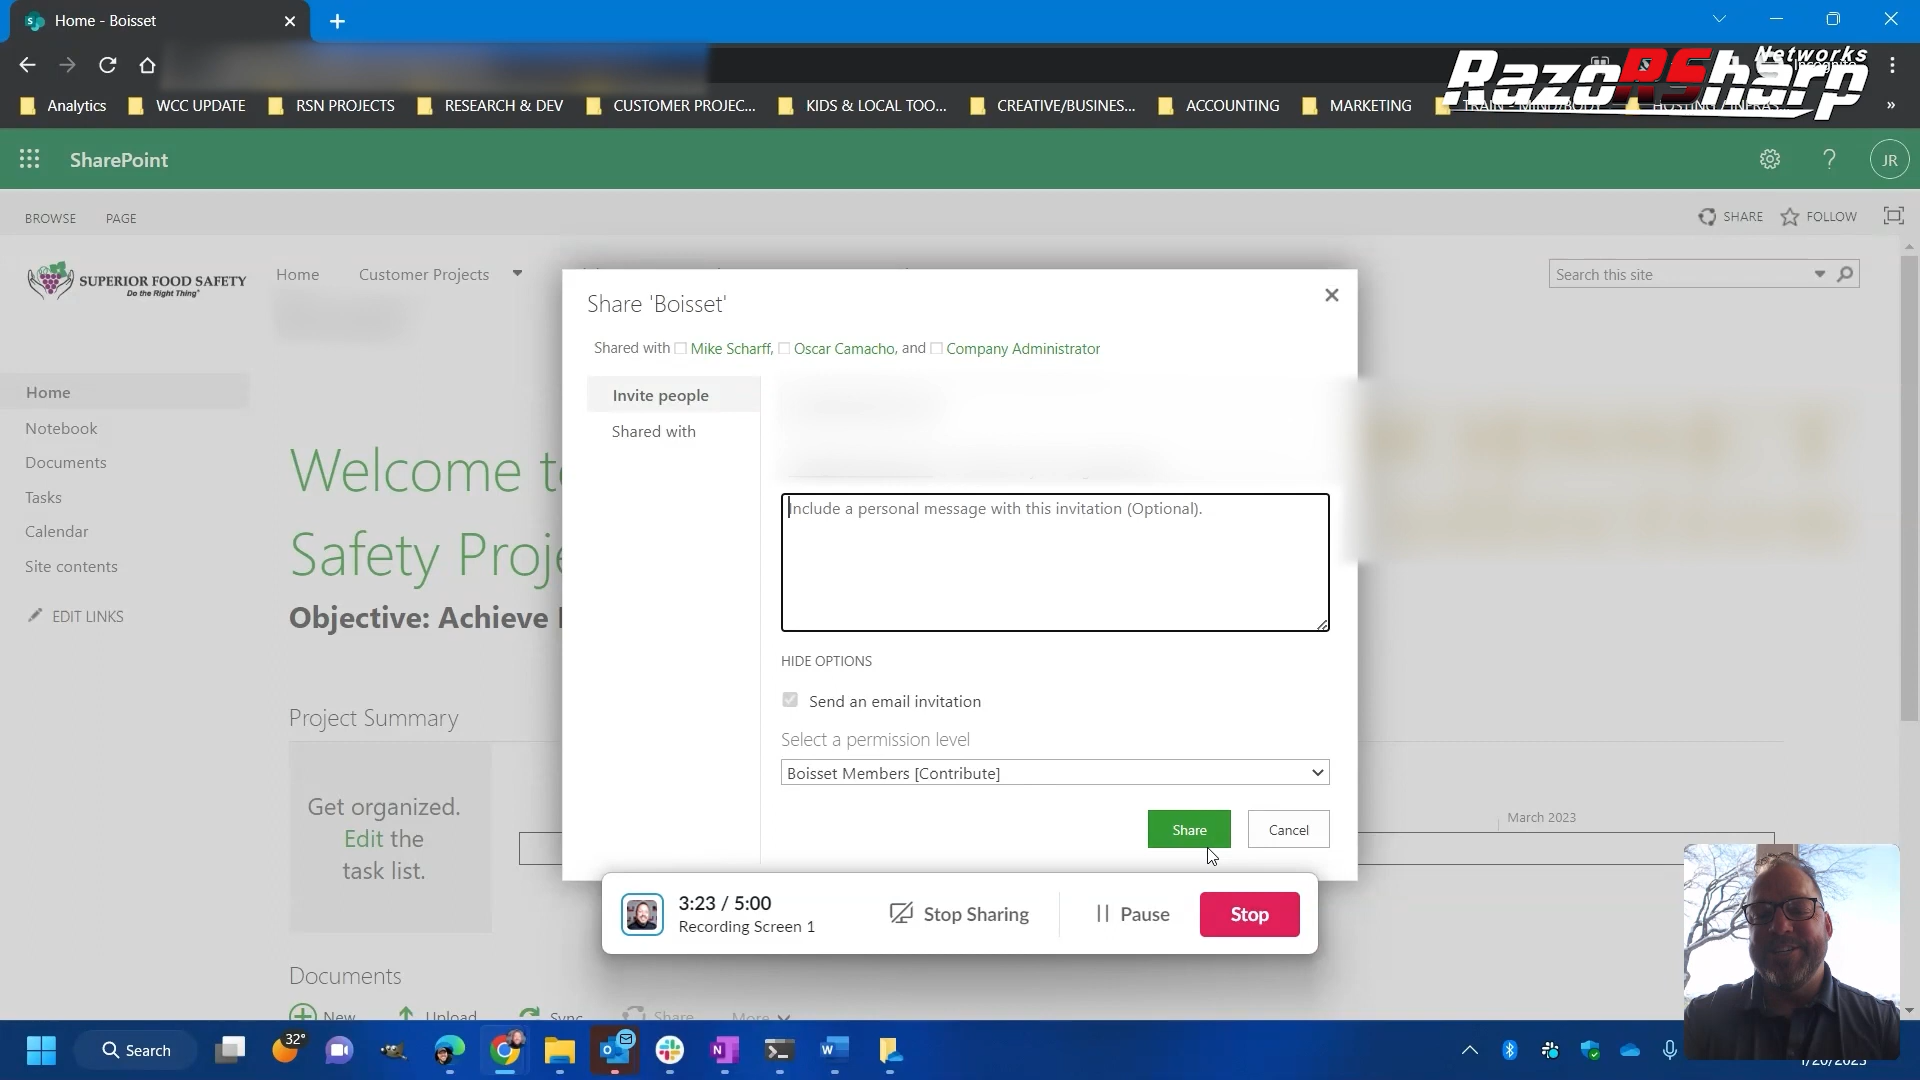 Home - Boisset
Networks
RazoRSharp
Analytics
WCC UPDATE
RSN PROJECTS
RESEARCH & DEV
CUSTOMER PROJEC...
KIDS & LOCAL TOO...
CREATIVE/BUSINES...
ACCOUNTING
MARKETING
»
SharePoint
?
JR
BROWSE
PAGE
SHARE
FOLLOW
SUPERIOR FOOD SAFETY
Do the Right Thing
Home
Customer Projects
Search this site
Share 'Boisset'
Shared with Mike Scharff, Oscar Camacho, and Company Administrator
Invite people
Shared with
Home
Notebook
Documents
Tasks
Calendar
Site contents
EDIT LINKS
Welcome to
Safety Proje
Objective: Achieve
Include a personal message with this invitation (Optional).
HIDE OPTIONS
Send an email invitation
Select a permission level
Boisset Members [Contribute]
Share
Cancel
Project Summary
Get organized.
Edit the
task list.
March 2023
3:23 / 5:00
Recording Screen 1
Stop Sharing
Pause
Stop
Documents
New
Upload
Sync
Share
More
Search
32°
1/20/2023